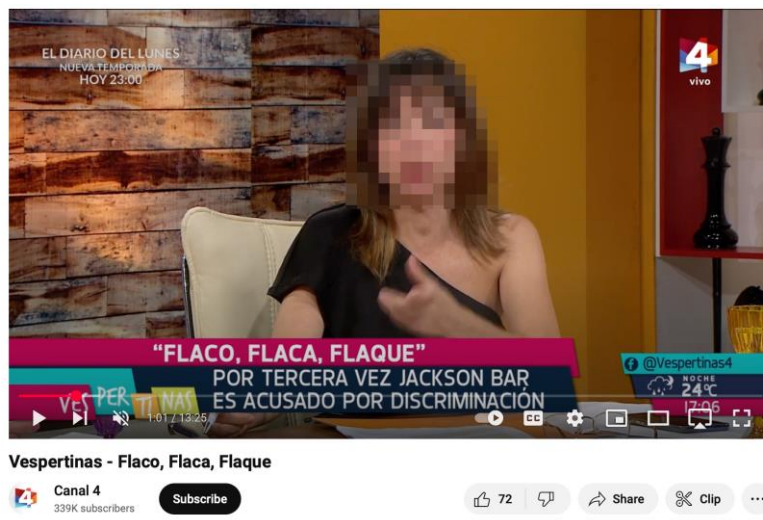 EL DIARIO DEL LUNES
NUEVA TEMPORADA
HOY 23:00
4
vivo
"FLACO, FLACA, FLAQUE"
@Vespertinas4
POR TERCERA VEZ JACKSON BAR
ES ACUSADO POR DISCRIMINACIÓN
NOCHE
24°C
17:06
VESPERTINAS
1:01 / 13:25
CC
Vespertinas - Flaco, Flaca, Flaque
4
Canal 4
339K subscribers
Subscribe
72
Share
Clip